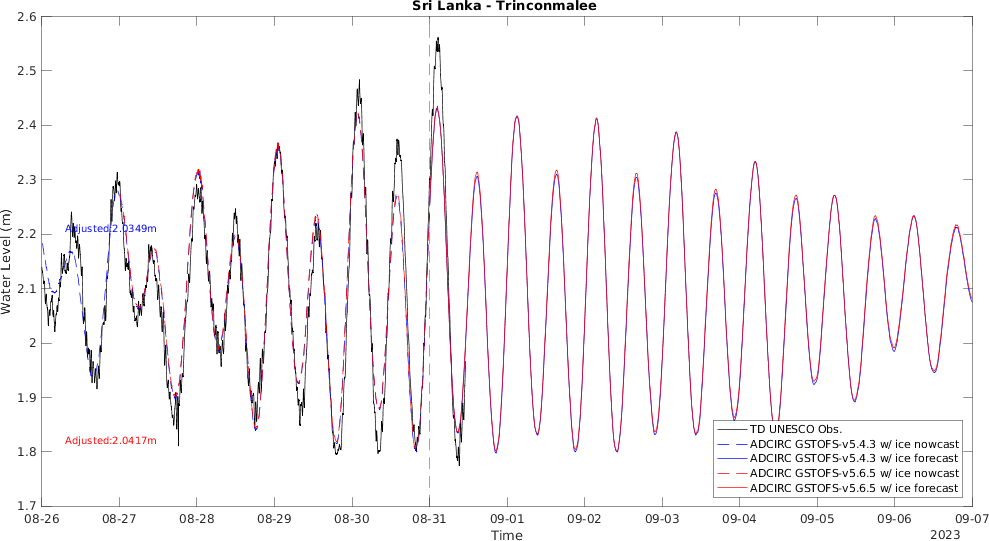 Sri Lanka - Trinconmalee
2.6
2.5
2.4
2.3
2.2
2.1
2
1.9
1.8
1.7
Water Level (m)
Adjusted:2.0349m
Adjusted:2.0417m
TD UNESCO Obs.
ADCIRC GSTOFS-v5.4.3 w/ ice nowcast
ADCIRC GSTOFS-v5.4.3 w/ ice forecast
ADCIRC GSTOFS-v5.6.5 w/ ice nowcast
ADCIRC GSTOFS-v5.6.5 w/ ice forecast
08-26 08-27 08-28 08-29 08-30 08-31 09-01 09-02 09-03 09-04 09-05 09-06 09-07
Time
2023